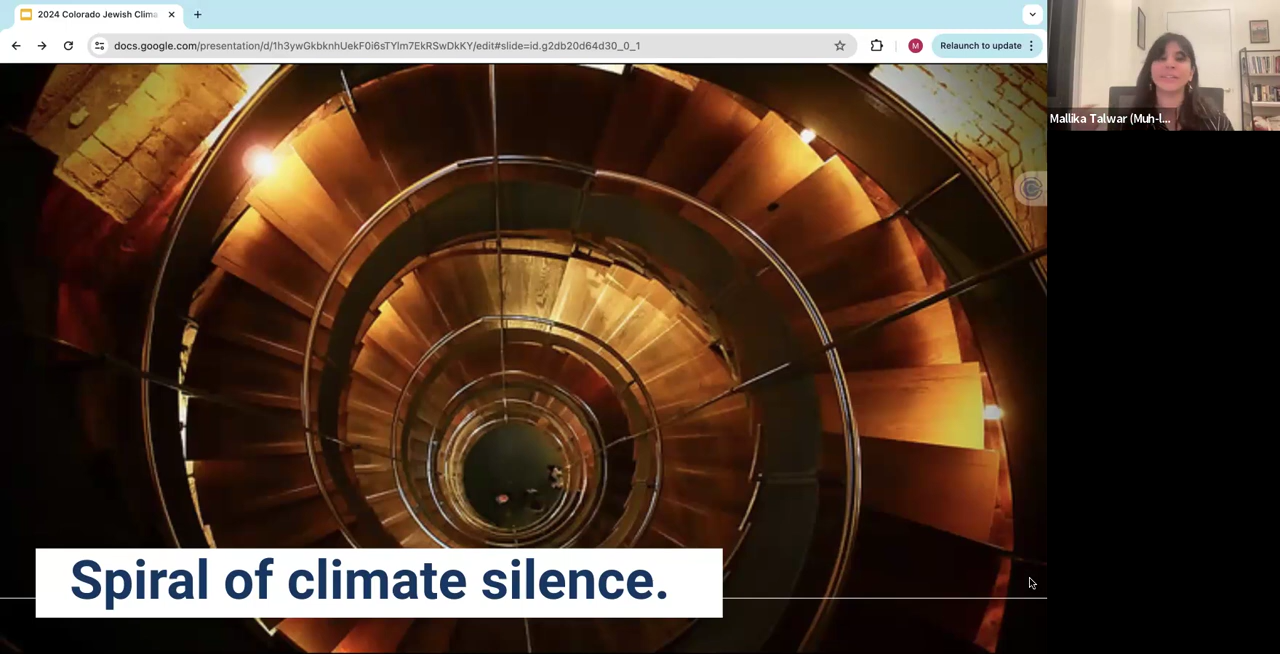 2024 Colorado Jewish Clima
docs.google.com/presentation/d/1h3ywGkbknhUekF0i6sTYlm7EkRSwDkKY/edit#slide=id.g2db20d64d30_0_1
M
Relaunch to update
Mallika Talwar (Muh-l...
Spiral of climate silence.